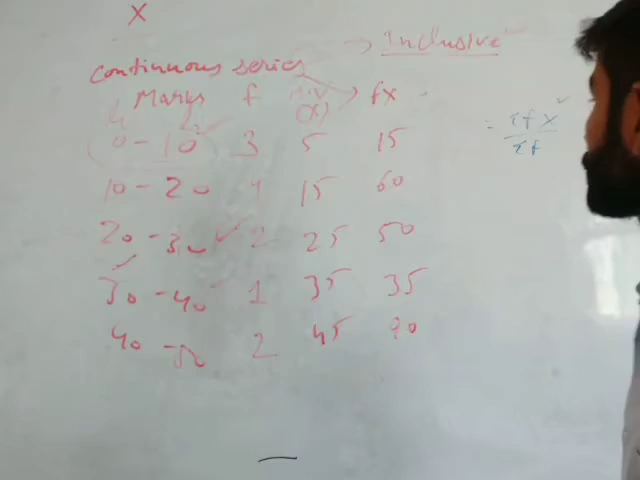 X
→ Inclusive
Continuous series
Marks f (X) fx
0 - 10 3 5 15
10 - 20 4 15 60
20 - 30 ✓ 2 25 50
30 - 40 1 35 35
40 - 50 2 45 90
= Σfx / Σf